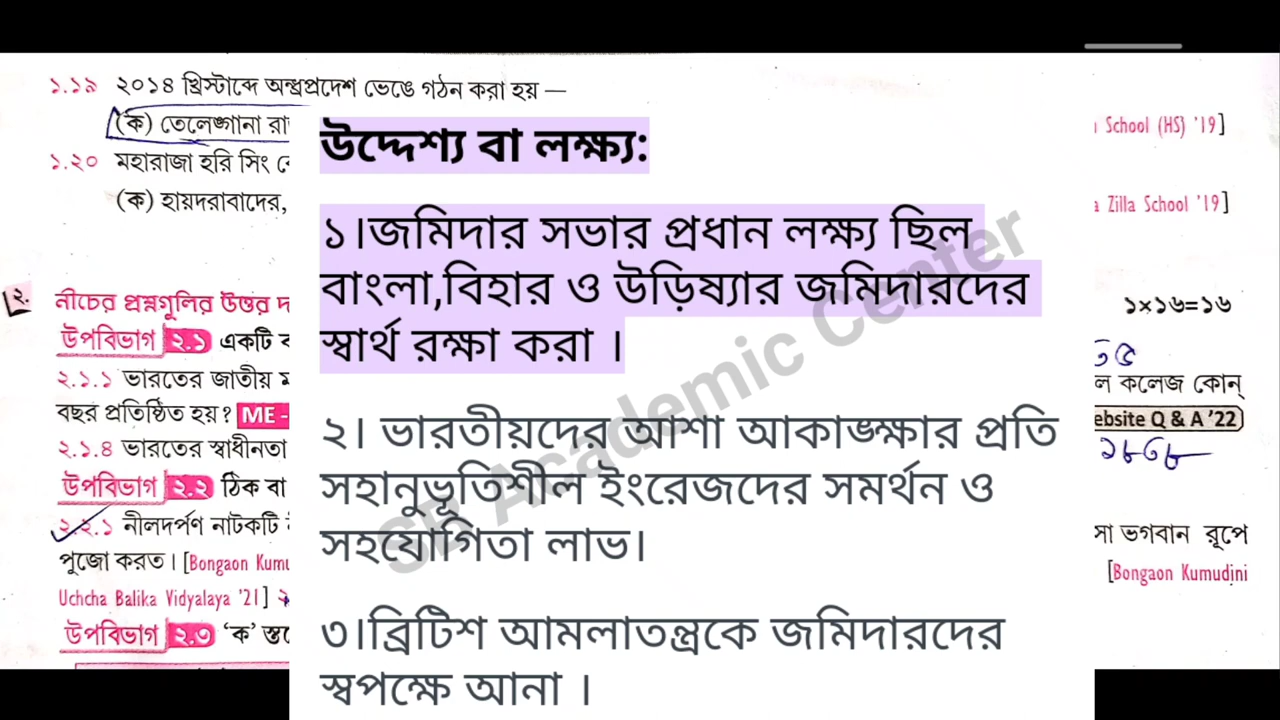 ১.১৯ ২০১৪ খ্রিস্টাব্দে অন্ধ্রপ্রদেশ ভেঙে গঠন করা হয় —
(ক) তেলেঙ্গানা
School (HS) '19]
১.২০ মহারাজা হরি সিং
(ক) হায়দরাবাদের,
Zilla School '19]
উদ্দেশ্য বা লক্ষ্য:
১।জমিদার সভার প্রধান লক্ষ্য ছিল
বাংলা,বিহার ও উড়িষ্যার জমিদারদের
স্বার্থ রক্ষা করা ।
২। ভারতীয়দের আশা আকাঙ্ক্ষার প্রতি
সহানুভূতিশীল ইংরেজদের সমর্থন ও
সহযোগিতা লাভ।
৩।ব্রিটিশ আমলাতন্ত্রকে জমিদারদের
স্বপক্ষে আনা ।
SB Academic Center
২. নীচের প্রশ্নগুলির উত্তর
১×১৬=১৬
উপবিভাগ ২.১ একটি
২.১.১ ভারতের জাতীয়
কলেজ কোন্
বছর প্রতিষ্ঠিত হয়? ME -
ebsite Q & A '22)
২.১.৪ ভারতের স্বাধীনতা
উপবিভাগ ২.২ ঠিক বা
২.২.১ নীলদর্পণ নাটকটি
ভগবান রূপে
পুজো করত। [Bongaon
[Bongaon Kumudini
Uchcha Balika Vidyalaya '21]
উপবিভাগ ২.৩ 'ক'